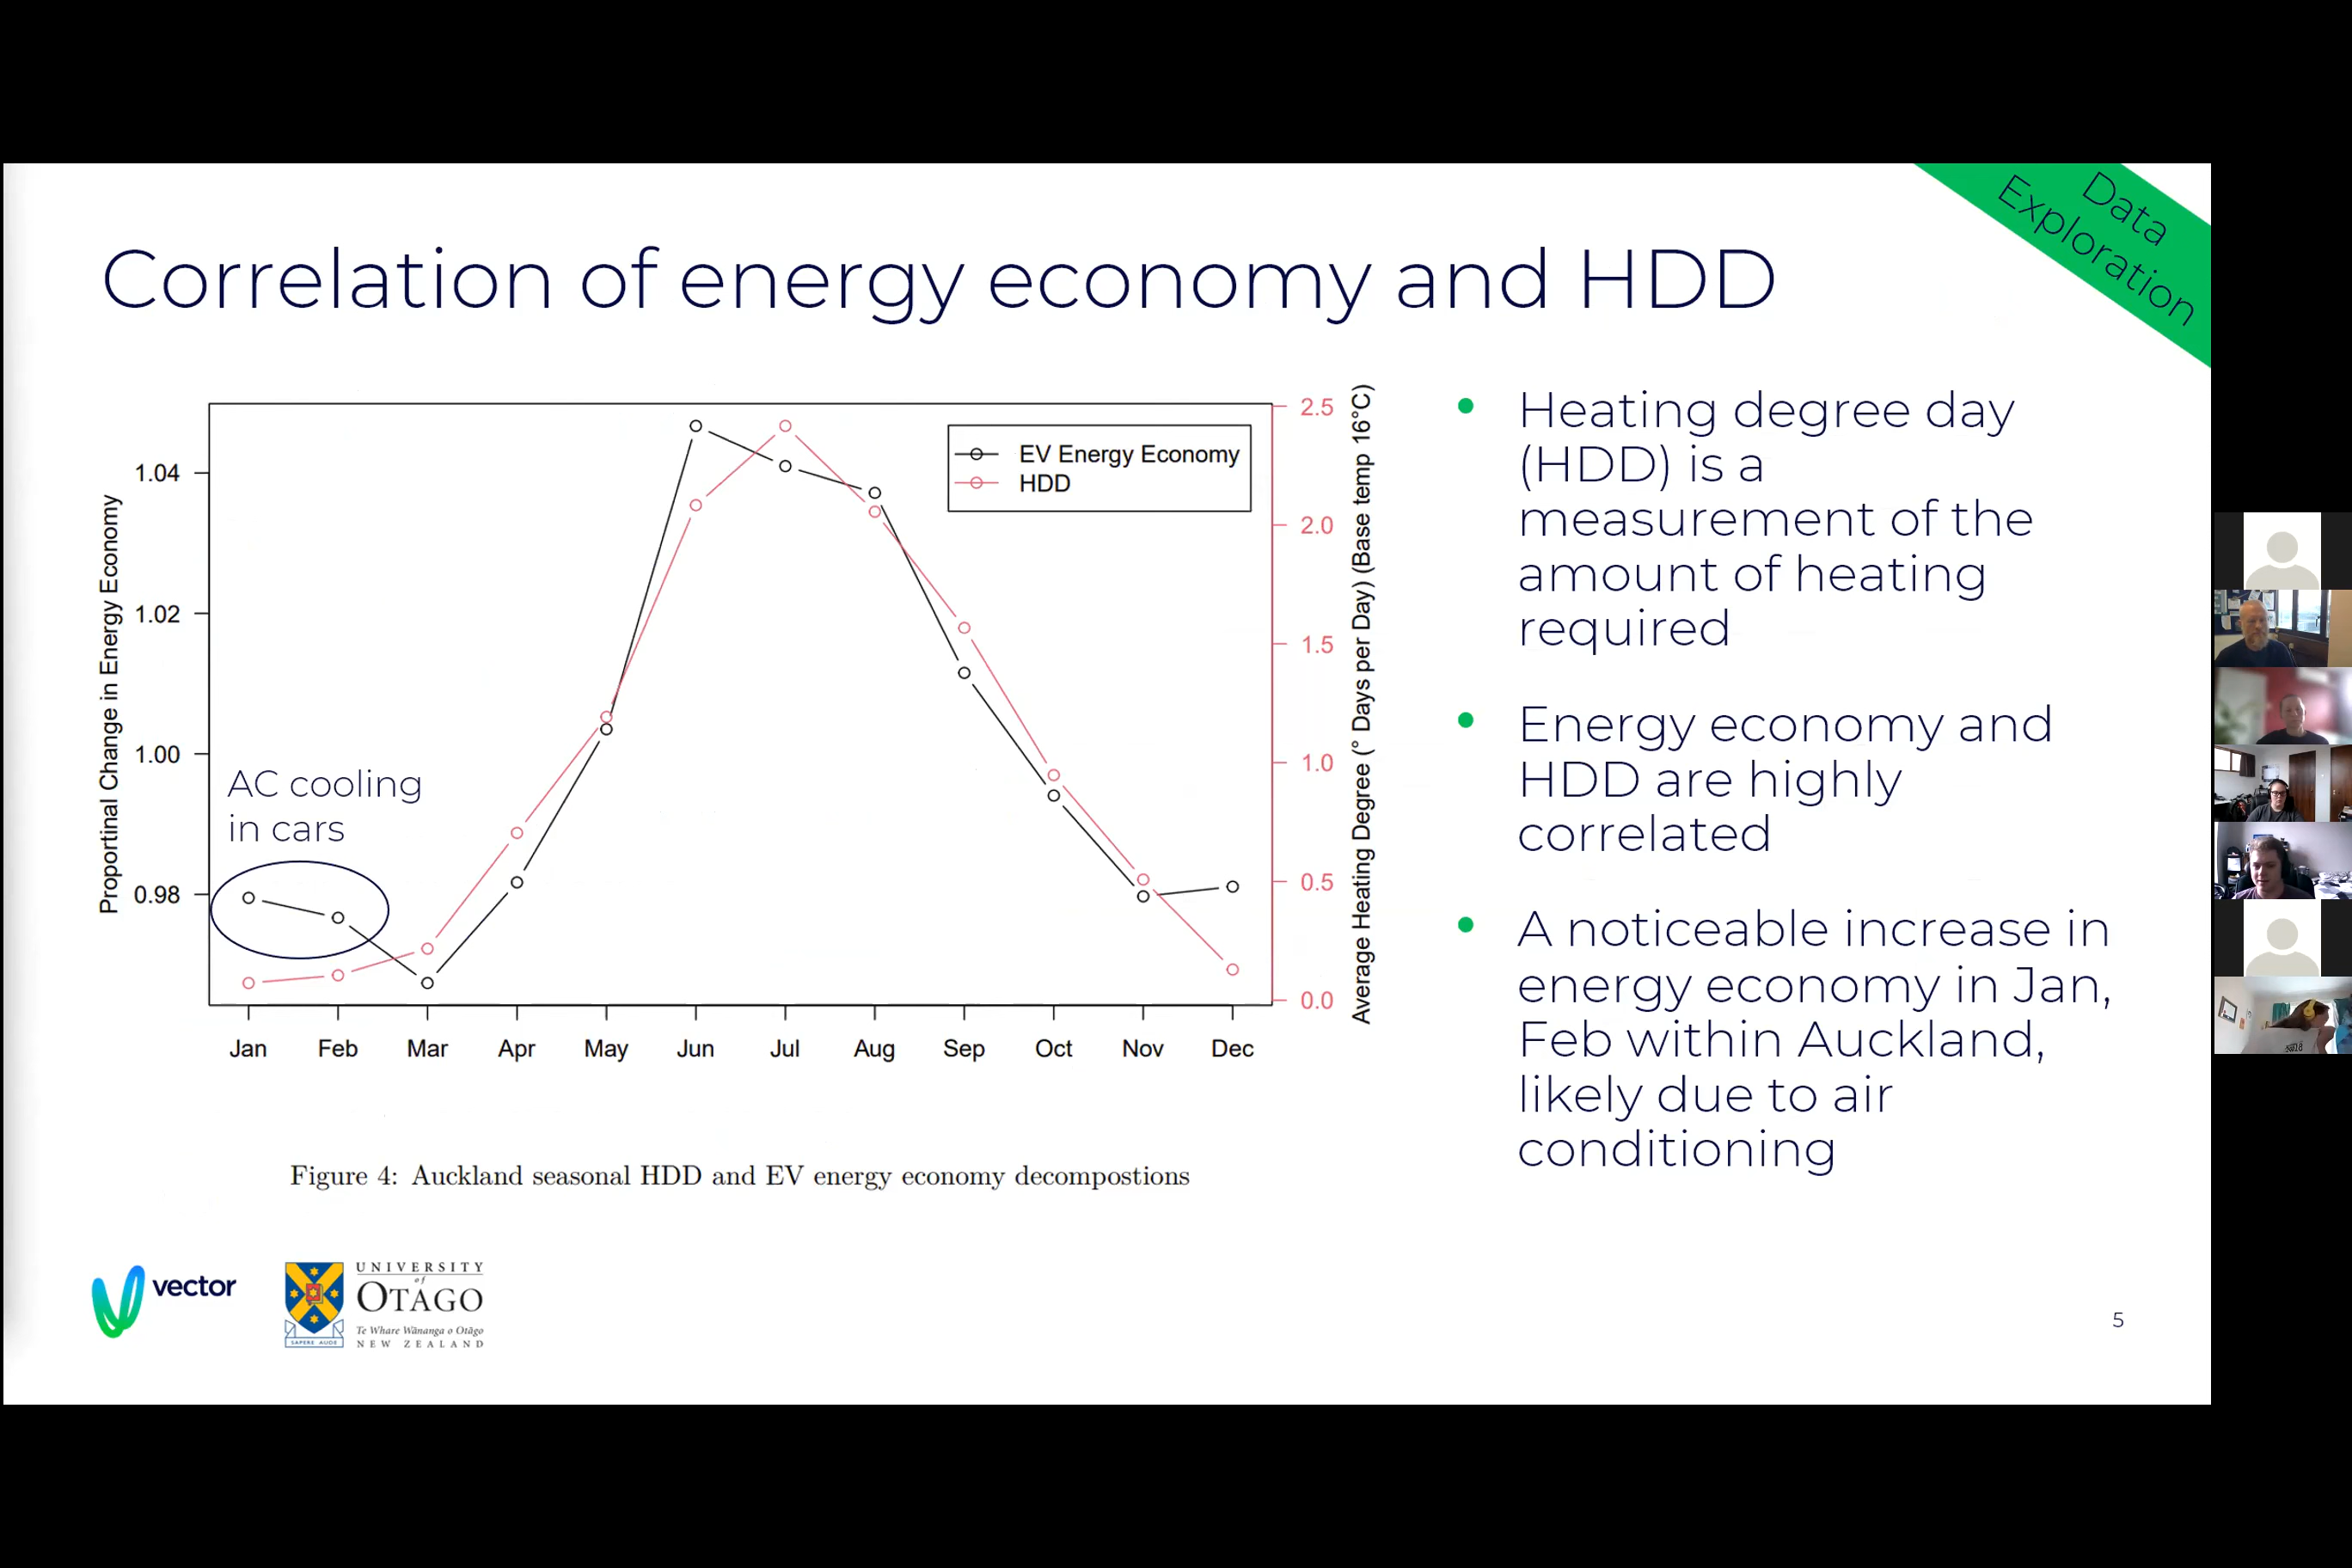 Data
Exploration
Correlation of energy economy and HDD
Proportinal Change in Energy Economy
1.04
1.02
1.00
0.98
AC cooling
in cars
EV Energy Economy
HDD
2.5
2.0
1.5
1.0
0.5
0.0
Average Heating Degree (° Days per Day) (Base temp 16°C)
Jan Feb Mar Apr May Jun Jul Aug Sep Oct Nov Dec
Figure 4: Auckland seasonal HDD and EV energy economy decompostions
• Heating degree day
(HDD) is a
measurement of the
amount of heating
required
• Energy economy and
HDD are highly
correlated
• A noticeable increase in
energy economy in Jan,
Feb within Auckland,
likely due to air
conditioning
vector
UNIVERSITY
of
OTAGO
Te Whare Wānanga o Otāgo
NEW ZEALAND
SAPERE AUDE
5